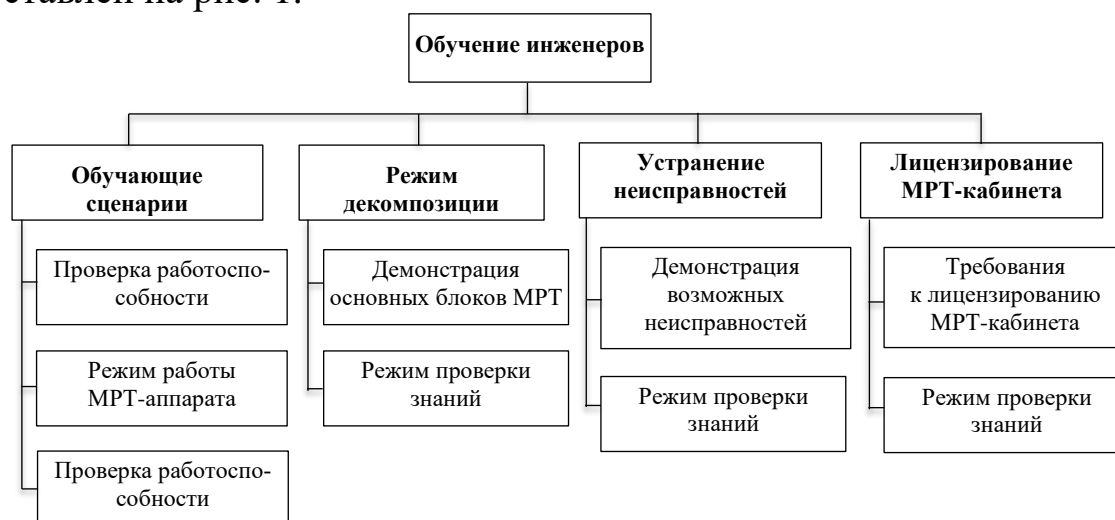 ставлен на рис. 1.
Обучение инженеров
Обучающие
сценарии
Проверка работоспо-
собности
Режим работы
МРТ-аппарата
Проверка работоспо-
собности
Режим
декомпозиции
Демонстрация
основных блоков МРТ
Режим проверки
знаний
Устранение
неисправностей
Демонстрация
возможных
неисправностей
Режим проверки
знаний
Лицензирование
МРТ-кабинета
Требования
к лицензированию
МРТ-кабинета
Режим проверки
знаний